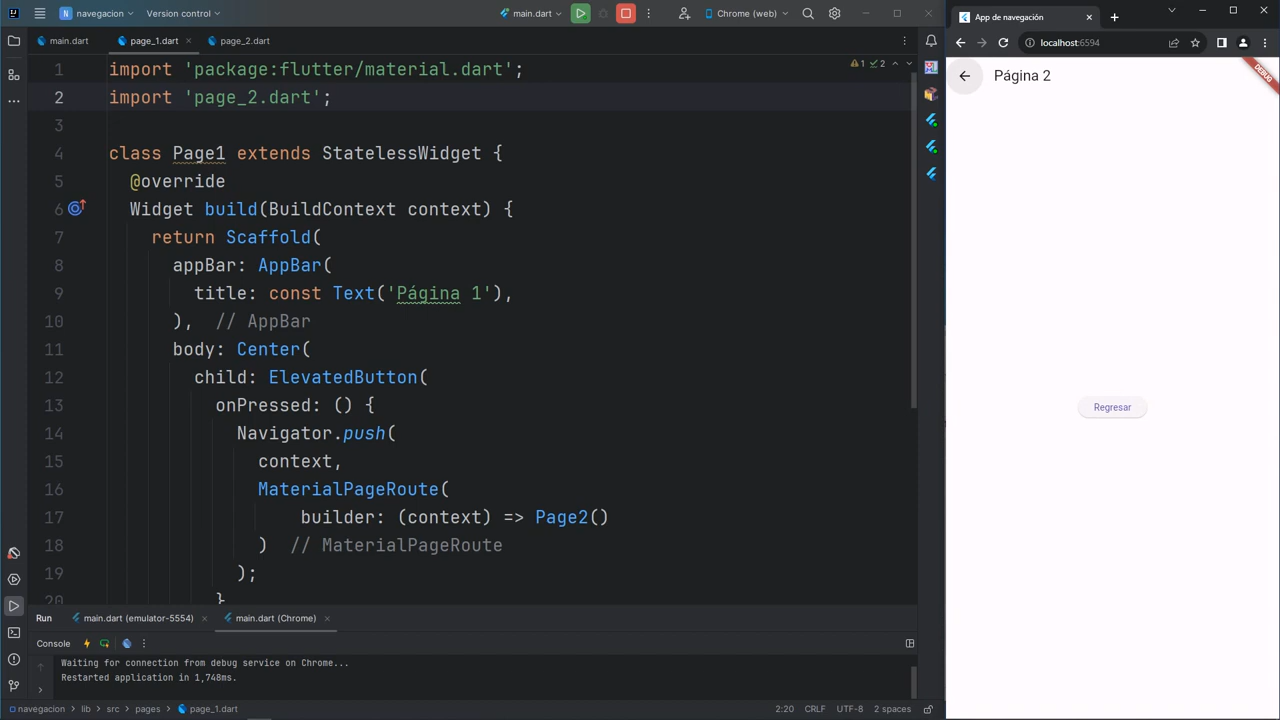 navegacion
Version control
main.dart
Chrome (web)
main.dart
page_1.dart
page_2.dart
1 import 'package:flutter/material.dart';
2 import 'page_2.dart';
3
4 class Page1 extends StatelessWidget {
5 @override
6 Widget build(BuildContext context) {
7 return Scaffold(
8 appBar: AppBar(
9 title: const Text('Página 1'),
10 ), // AppBar
11 body: Center(
12 child: ElevatedButton(
13 onPressed: () {
14 Navigator.push(
15 context,
16 MaterialPageRoute(
17 builder: (context) => Page2()
18 ) // MaterialPageRoute
19 );
20 }
1 2
Run
main.dart (emulator-5554)
main.dart (Chrome)
Console
Waiting for connection from debug service on Chrome...
Restarted application in 1,748ms.
navegacion > lib > src > pages > page_1.dart
2:20 CRLF UTF-8 2 spaces
App de navegación
localhost:6594
Página 2
DEBUG
Regresar